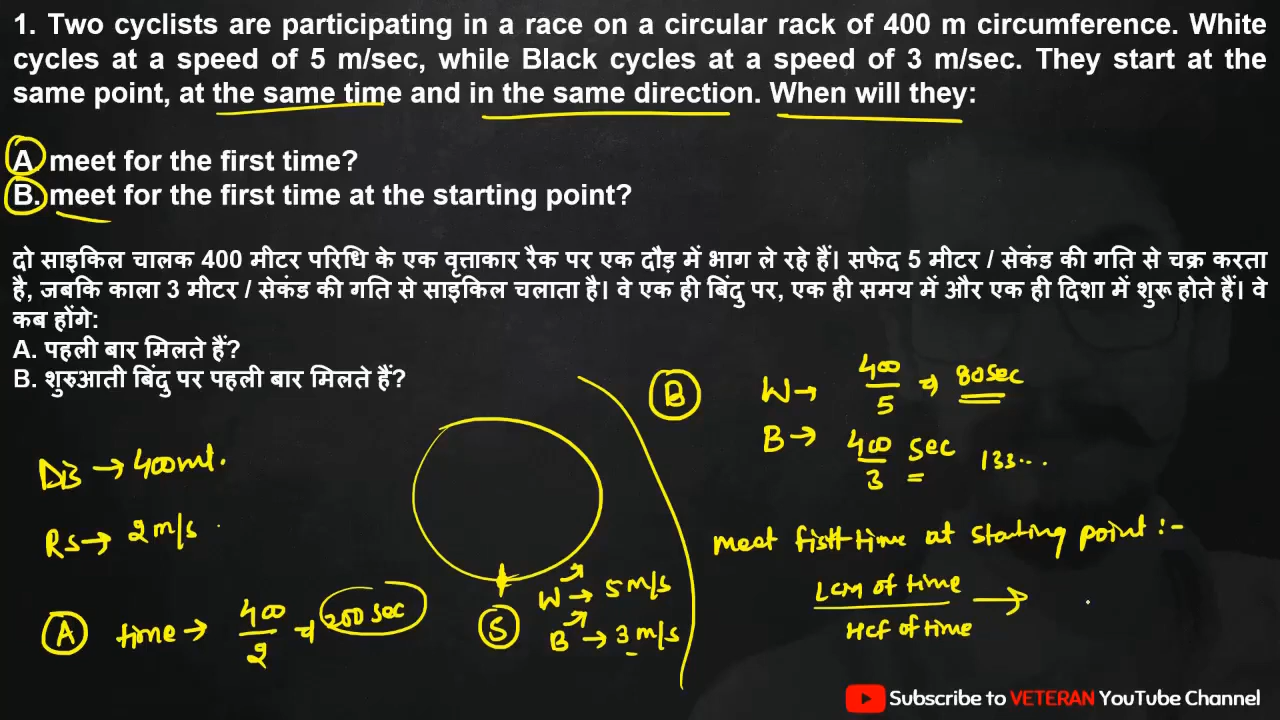 1. Two cyclists are participating in a race on a circular rack of 400 m circumference. White
cycles at a speed of 5 m/sec, while Black cycles at a speed of 3 m/sec. They start at the
same point, at the same time and in the same direction. When will they:
A. meet for the first time?
B. meet for the first time at the starting point?
दो साइकिल चालक 400 मीटर परिधि के एक वृत्ताकार रैक पर एक दौड़ में भाग ले रहे हैं। सफेद 5 मीटर / सेकंड की गति से चक्र करता
है, जबकि काला 3 मीटर / सेकंड की गति से साइकिल चलाता है। वे एक ही बिंदु पर, एक ही समय में और एक ही दिशा में शुरू होते हैं। वे
कब होंगे:
A. पहली बार मिलते हैं?
B. शुरुआती बिंदु पर पहली बार मिलते हैं?
DB → 400mt.
RS → 2 m/s
A time → 400/2 ⇒ 200 sec
S
W → 5 m/s
B → 3 m/s
B
W → 400/5 ⇒ 80 sec
B → 400/3 sec 133...
meet first time at starting point :-
LCM of time
HCF of time →
Subscribe to VETERAN YouTube Channel